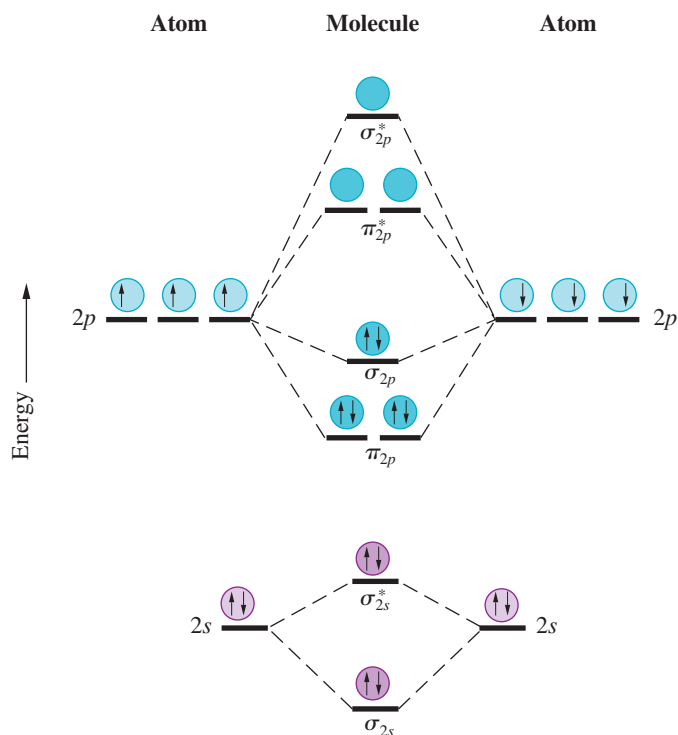 Atom Molecule Atom
σ*2p
π*2p
2p 2p
σ2p
π2p
Energy
σ*2s
2s 2s
σ2s